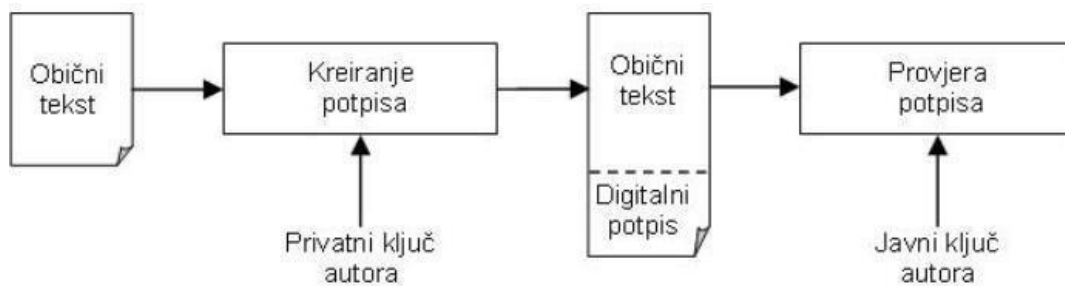 Obični
tekst
Kreiranje
potpisa
Obični
tekst
Digitalni
potpis
Provjera
potpisa
Privatni ključ
autora
Javni ključ
autora